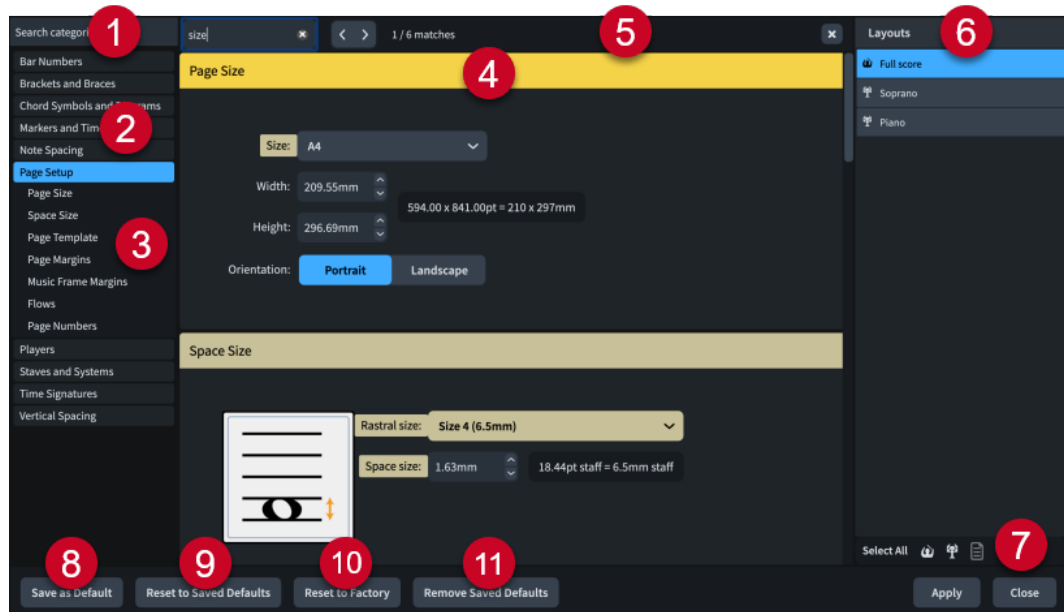 Search categori
1
size
1 / 6 matches
5
Layouts
6
Bar Numbers
Brackets and Braces
Chord Symbols and
Markers and Tim
2
Note Spacing
Page Setup
Page Size
Space Size
Page Template
3
Page Margins
Music Frame Margins
Flows
Page Numbers
Players
Staves and Systems
Time Signatures
Vertical Spacing
Page Size
4
Size: A4
Width: 209.55mm
594.00 x 841.00pt = 210 x 297mm
Height: 296.69mm
Orientation: Portrait Landscape
Space Size
Rastral size: Size 4 (6.5mm)
Space size: 1.63mm 18.44pt staff = 6.5mm staff
Full score
Soprano
Piano
Select All
7
8
9
10
11
Save as Default
Reset to Saved Defaults
Reset to Factory
Remove Saved Defaults
Apply
Close